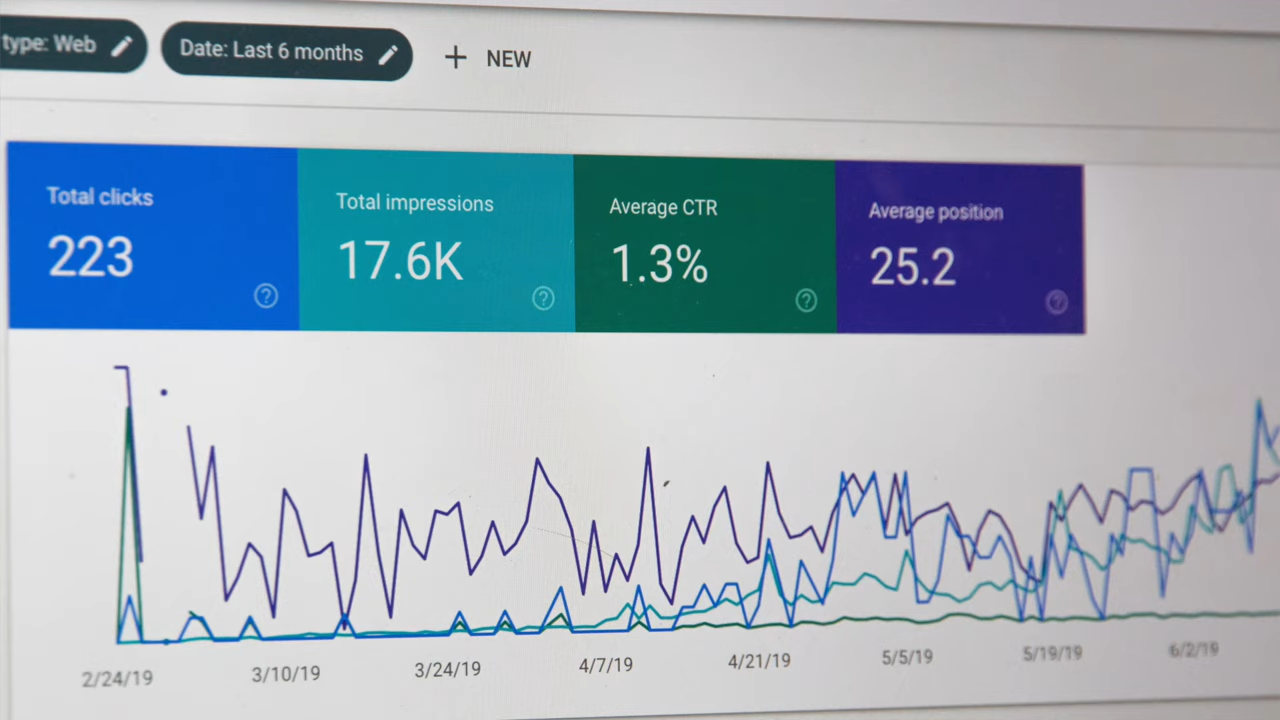 type: Web
Date: Last 6 months
+ NEW
Total clicks
223
Total impressions
17.6K
Average CTR
1.3%
Average position
25.2
2/24/19
3/10/19
3/24/19
4/7/19
4/21/19
5/5/19
5/19/19
6/2/19